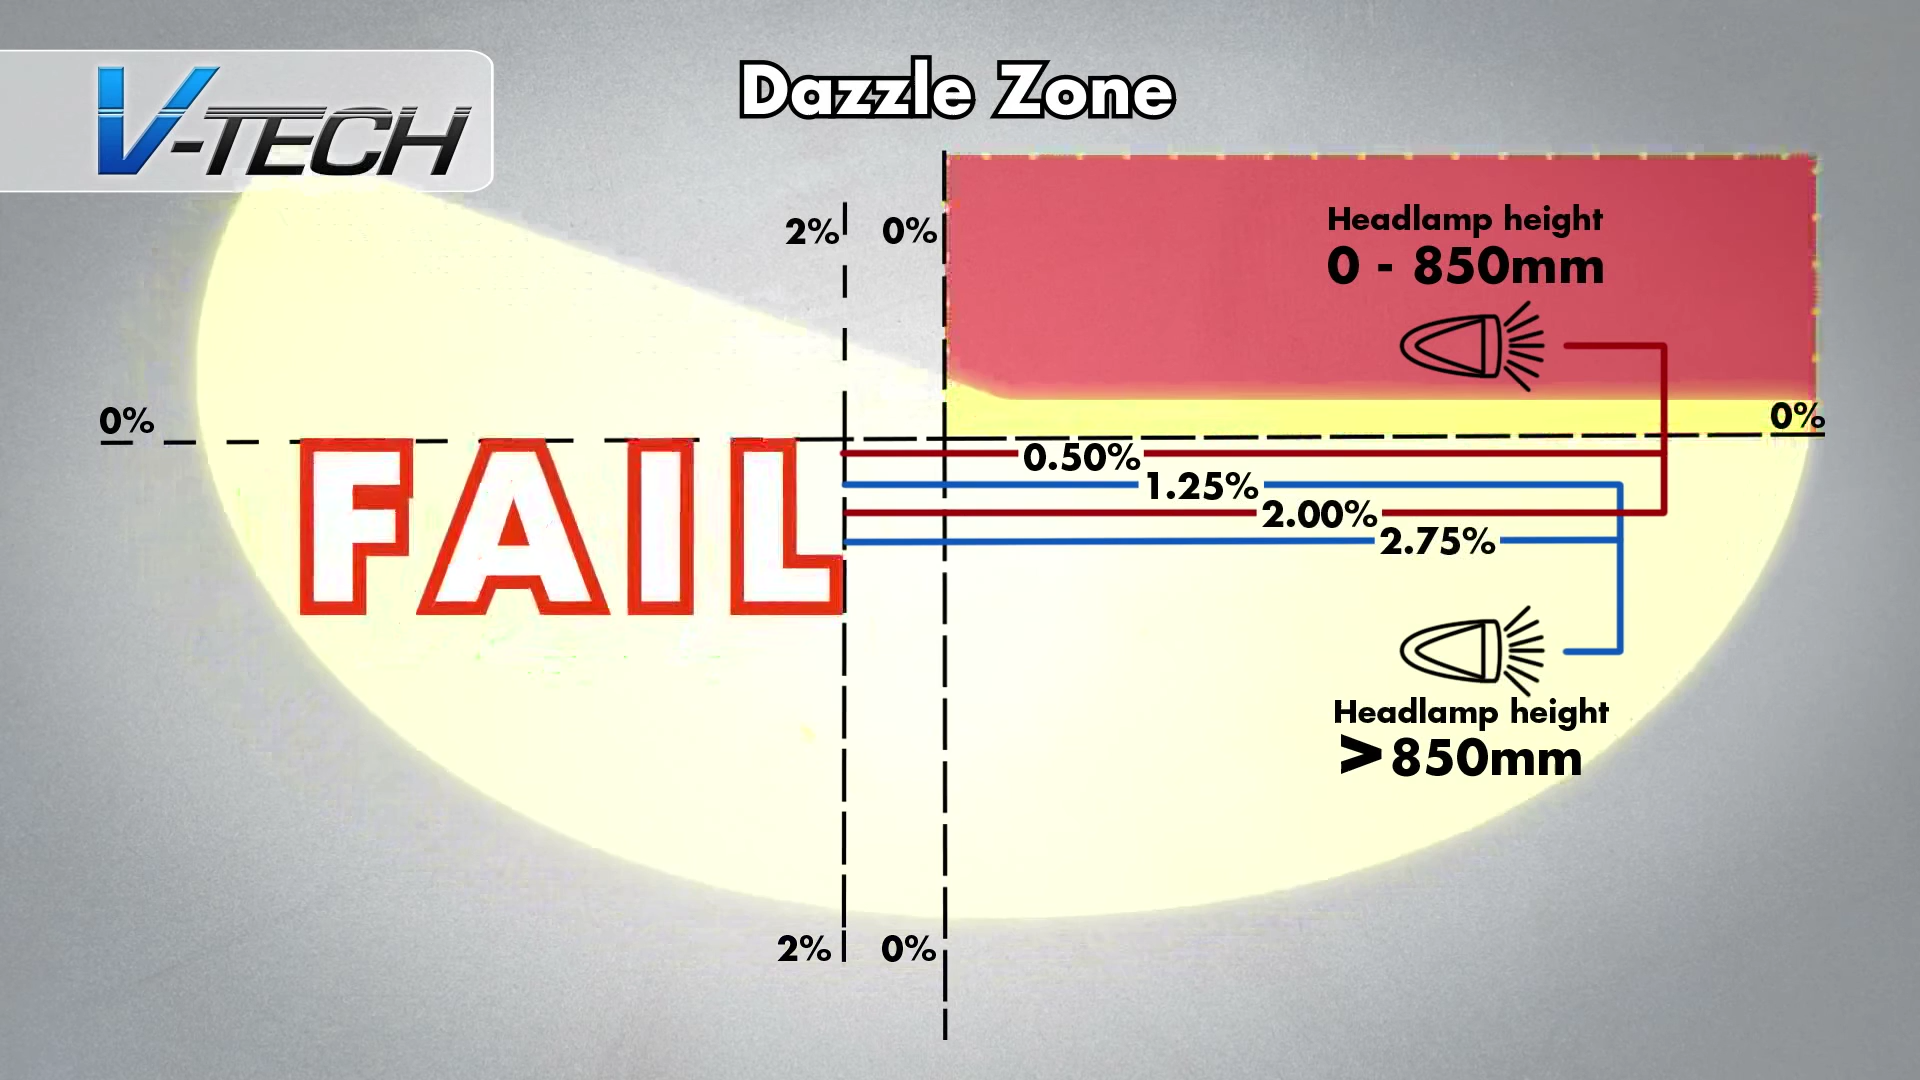 V-TECH
Dazzle Zone
2% 0%
Headlamp height
0 - 850mm
0% 0%
FAIL
0.50%
1.25%
2.00%
2.75%
Headlamp height
>850mm
2% 0%